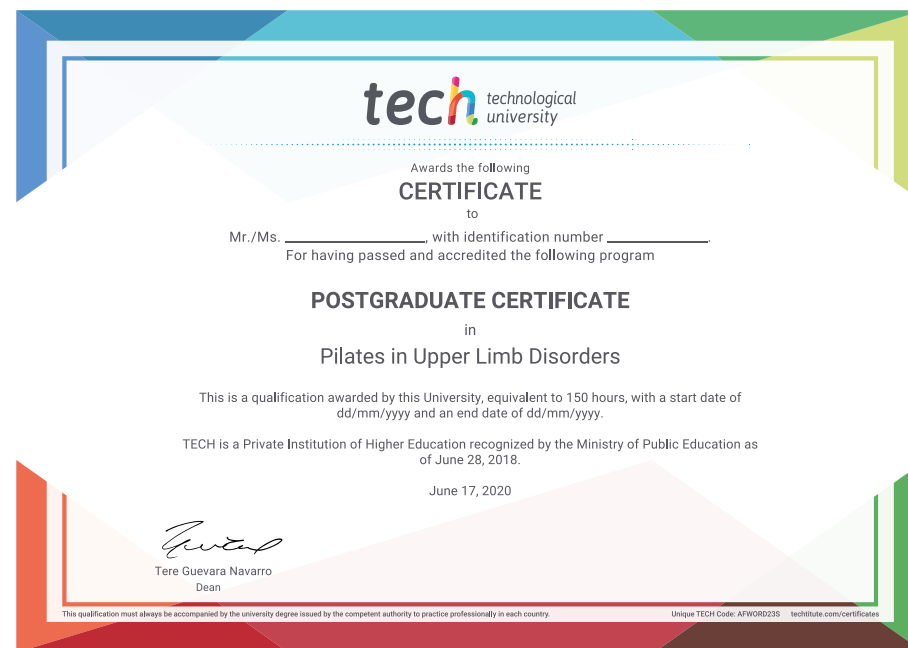 tech technological
university
Awards the following
CERTIFICATE
to
Mr./Ms. ____________________, with identification number ______________.
For having passed and accredited the following program
POSTGRADUATE CERTIFICATE
in
Pilates in Upper Limb Disorders
This is a qualification awarded by this University, equivalent to 150 hours, with a start date of
dd/mm/yyyy and an end date of dd/mm/yyyy.
TECH is a Private Institution of Higher Education recognized by the Ministry of Public Education as
of June 28, 2018.
June 17, 2020
Tere Guevara Navarro
Dean
This qualification must always be accompanied by the university degree issued by the competent authority to practice professionally in each country. Unique TECH Code: AFWORD23S techtitute.com/certificates